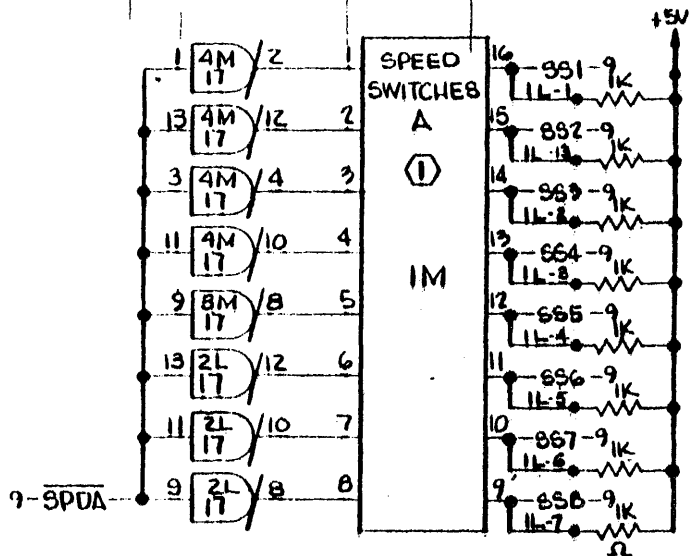 +5V
1 4M 17 2 1
SPEED SWITCHES A
1
1M
16 SS1-9
1L-1 1K
13 4M 17 12 2
15 SS2-9
1L-13 1K
3 4M 17 4 3
14 SS3-9
1L-2 1K
11 4M 17 10 4
13 SS4-9
1L-3 1K
9 8M 17 8 5
12 SS5-9
1L-4 1K
13 2L 17 12 6
11 SS6-9
1L-5 1K
11 2L 17 10 7
10 SS7-9
1L-6 1K
9-SPDA
9 2L 17 8 8
9 SS8-9
1L-7 1K
Ω